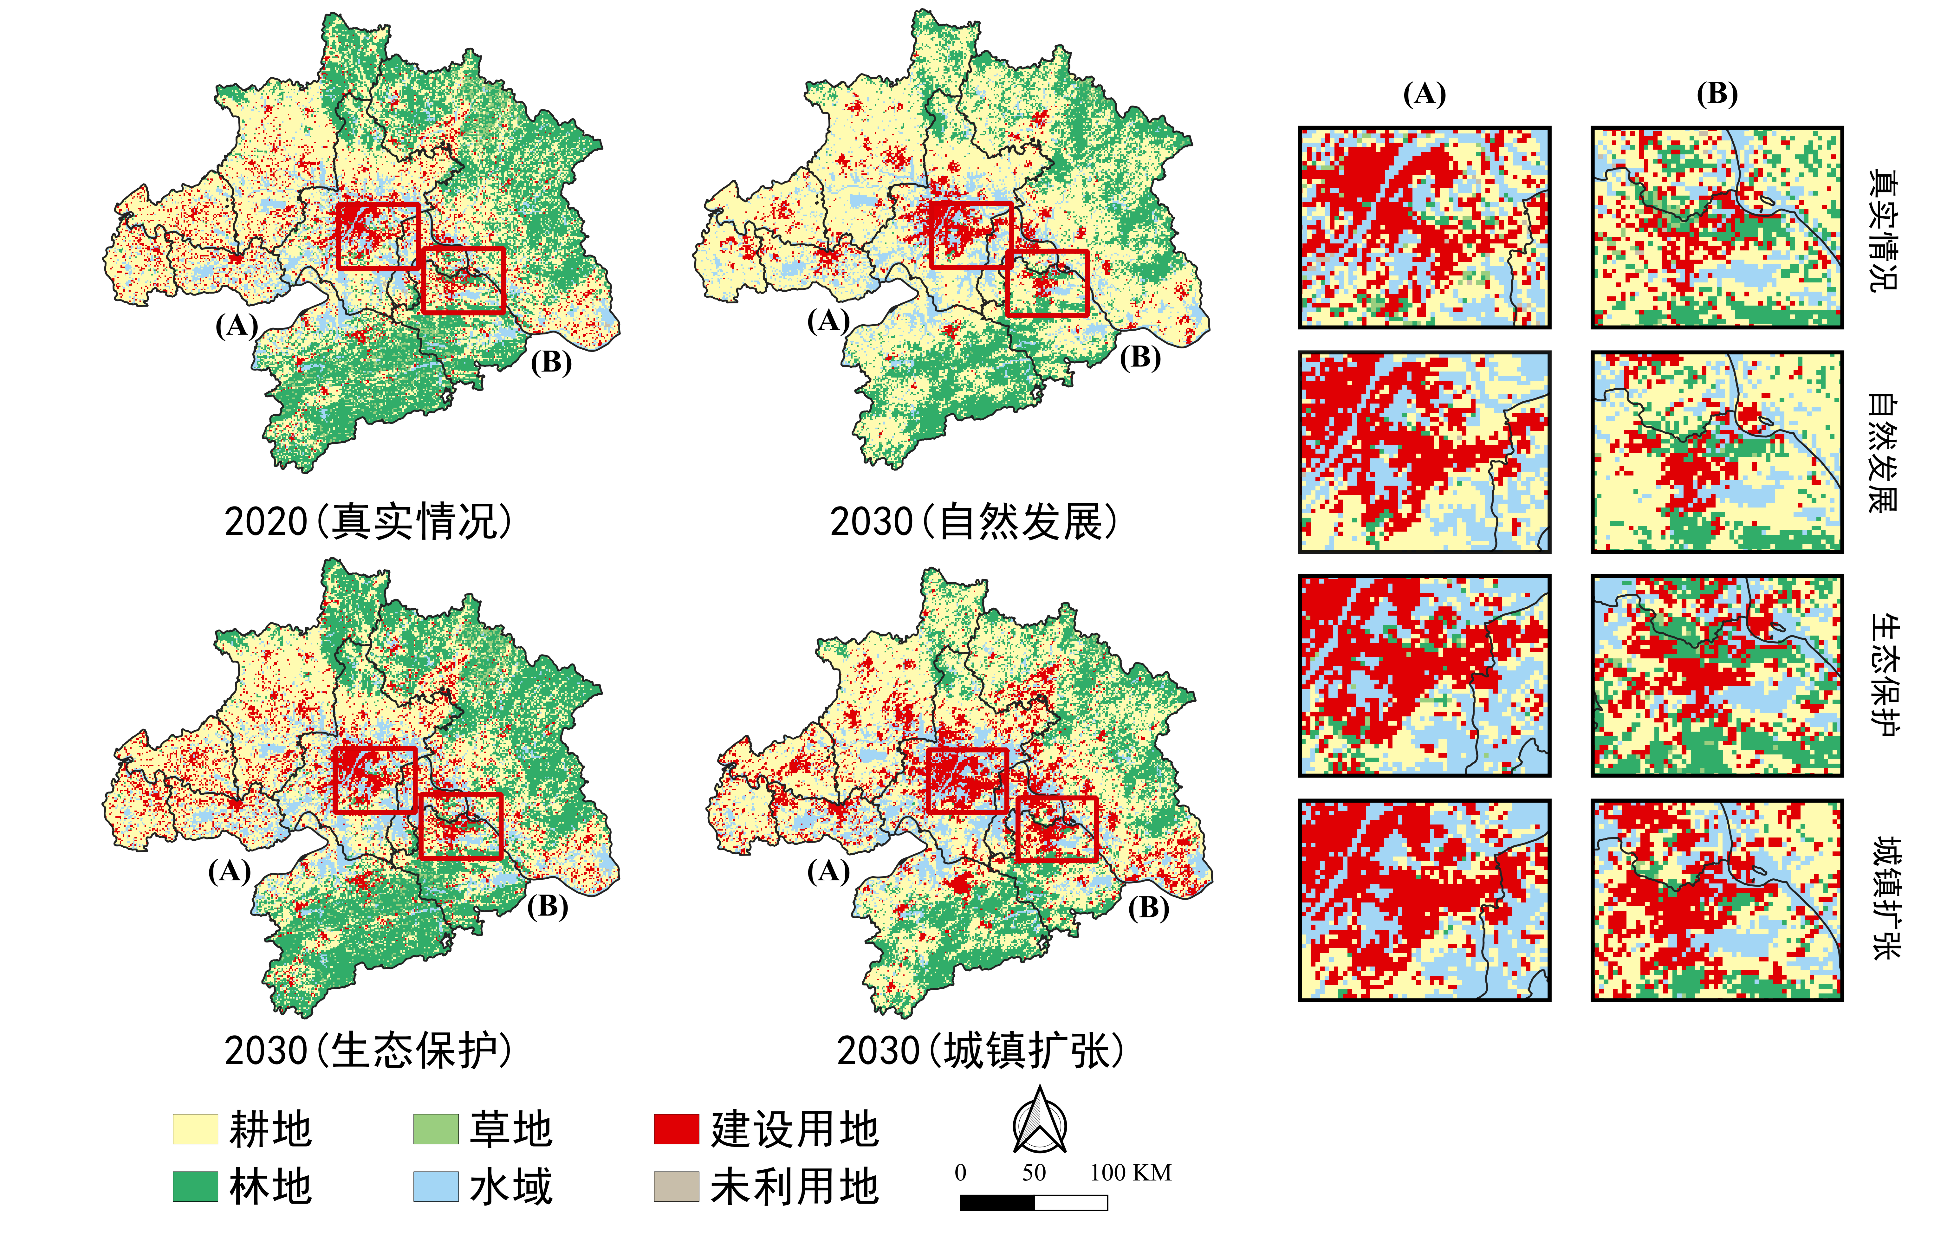 (A)
(B)
真实情况
(A)
(B)
(A)
(B)
2020(真实情况)
2030(自然发展)
自然发展
生态保护
(A)
(B)
(A)
(B)
2030(生态保护)
2030(城镇扩张)
城镇扩张
耕地
草地
建设用地
林地
水域
未利用地
0 50 100 KM